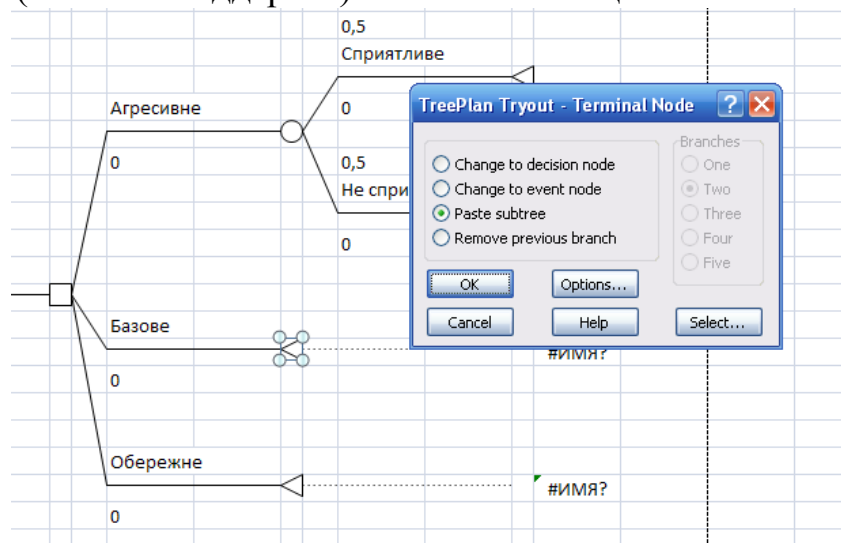 0,5
Сприятливе
Агресивне
0
0
0,5
Не спри
0
TreePlan Tryout - Terminal Node
Change to decision node
Change to event node
Paste subtree
Remove previous branch
Branches
One
Two
Three
Four
Five
OK
Options...
Cancel
Help
Select...
Базове
#ИМЯ?
0
Обережне
#ИМЯ?
0